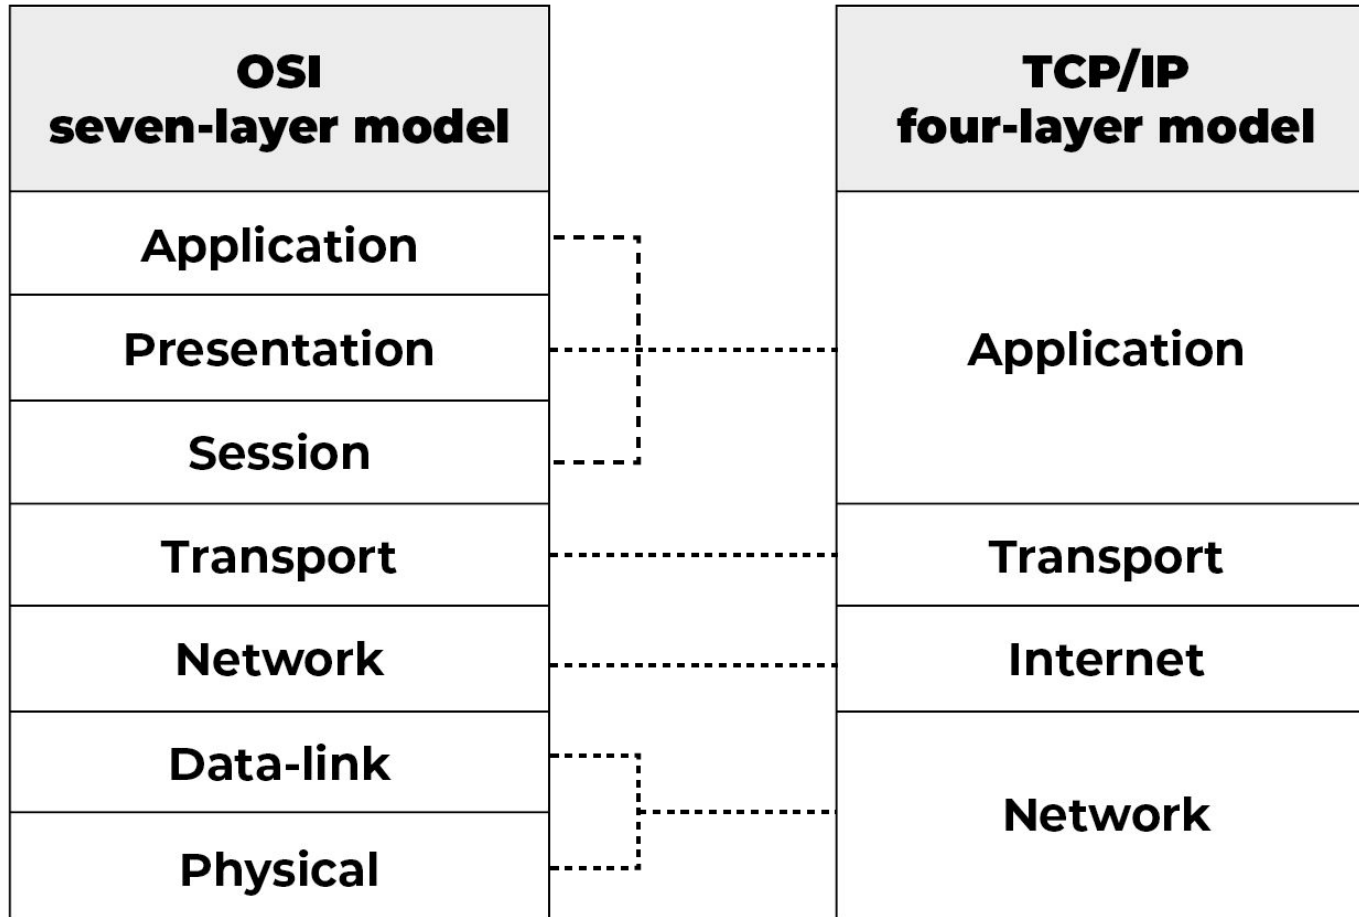 OSI
seven-layer model
Application
Presentation
Session
Transport
Network
Data-link
Physical
TCP/IP
four-layer model
Application
Transport
Internet
Network